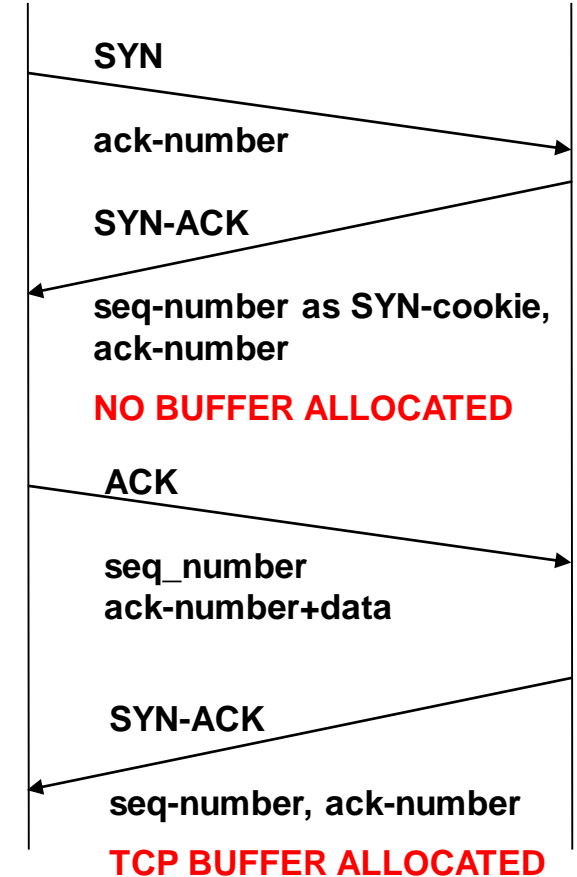 SYN
ack-number
SYN-ACK
seq-number as SYN-cookie,
ack-number
NO BUFFER ALLOCATED
ACK
seq_number
ack-number+data
SYN-ACK
seq-number, ack-number
TCP BUFFER ALLOCATED